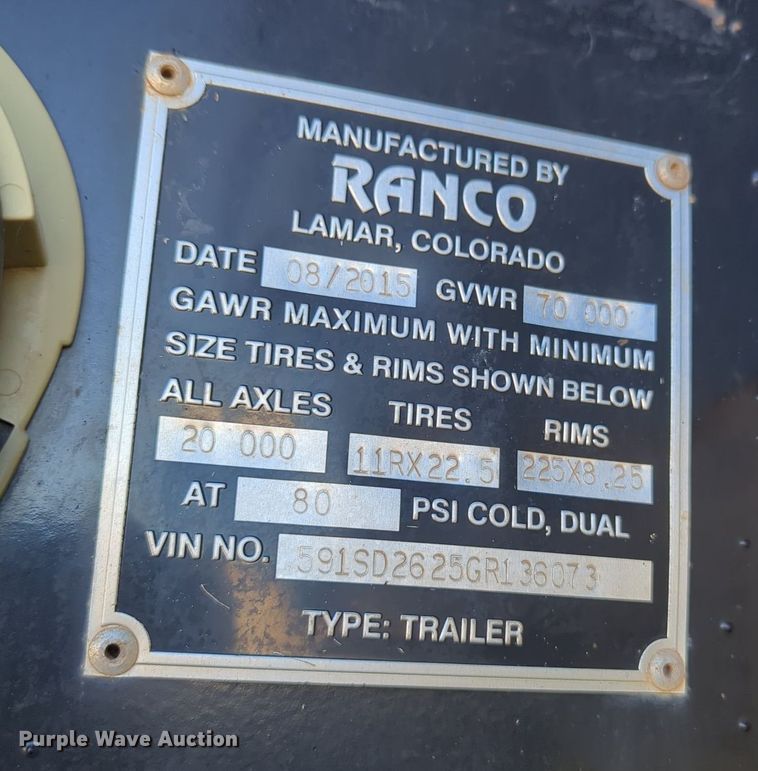 MANUFACTURED BY
RANCO
LAMAR, COLORADO
DATE 08/2015 GVWR 70 000
GAWR MAXIMUM WITH MINIMUM
SIZE TIRES & RIMS SHOWN BELOW
ALL AXLES TIRES RIMS
20 000 11RX22.5 225X8.25
AT 80 PSI COLD, DUAL
VIN NO. 591SD2625GR136073
TYPE: TRAILER
Purple Wave Auction